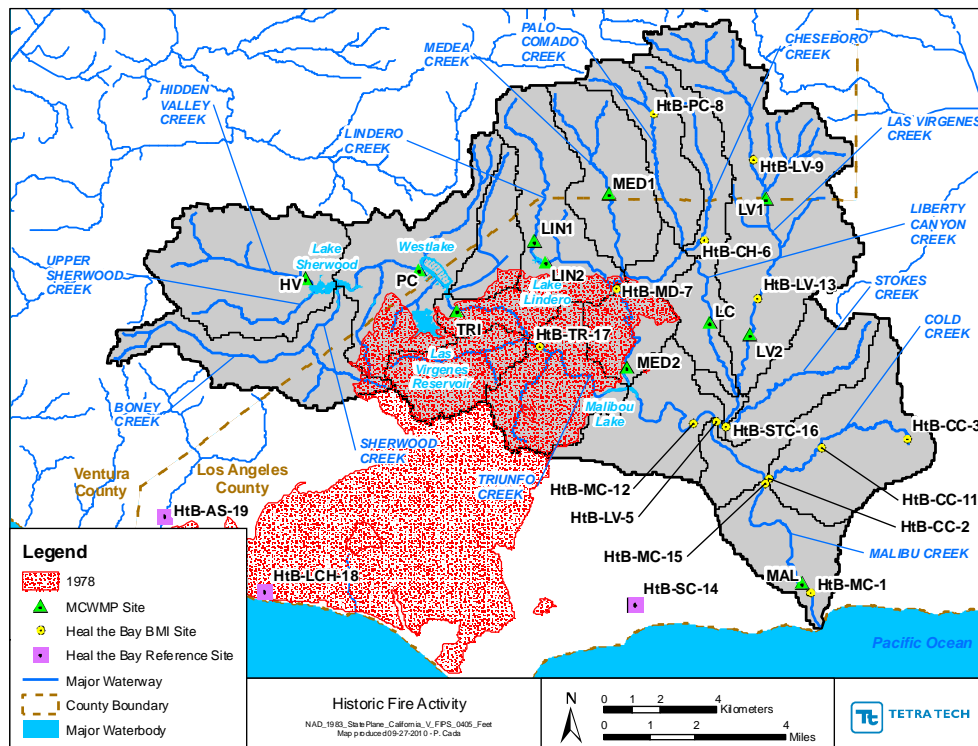 PALO
COMADO
CREEK
CHESEBORO
CREEK
MEDEA
CREEK
HIDDEN
VALLEY
CREEK
LINDERO
CREEK
HtB-PC-8
LAS VIRGENES
CREEK
HtB-LV-9
MED1
LV1
LIBERTY
CANYON
CREEK
UPPER
SHERWOOD
CREEK
Lake
Sherwood
Westlake
LIN1
HtB-CH-6
HV
PC
LIN2
Lake
Lindero
HtB-MD-7
HtB-LV-13
STOKES
CREEK
COLD
CREEK
TRI
HtB-TR-17
LC
LV2
Las
Virgenes
Reservoir
MED2
BONEY
CREEK
Malibou
Lake
HtB-STC-16
HtB-CC-3
SHERWOOD
CREEK
Ventura
County
Los Angeles
County
TRIUNFO
CREEK
HtB-MC-12
HtB-CC-11
HtB-AS-19
HtB-LV-5
HtB-CC-2
HtB-MC-15
MALIBU CREEK
HtB-LCH-18
MAL
HtB-MC-1
HtB-SC-14
Pacific Ocean
Legend
1978
MCWMP Site
Heal the Bay BMI Site
Heal the Bay Reference Site
Major Waterway
County Boundary
Major Waterbody
Historic Fire Activity
NAD_1983_StatePlane_California_V_FIPS_0405_Feet
Map produced 09-27-2010 - P. Cada
N
0 1 2 4
Kilometers
0 1 2 4
Miles
Tt
TETRA TECH